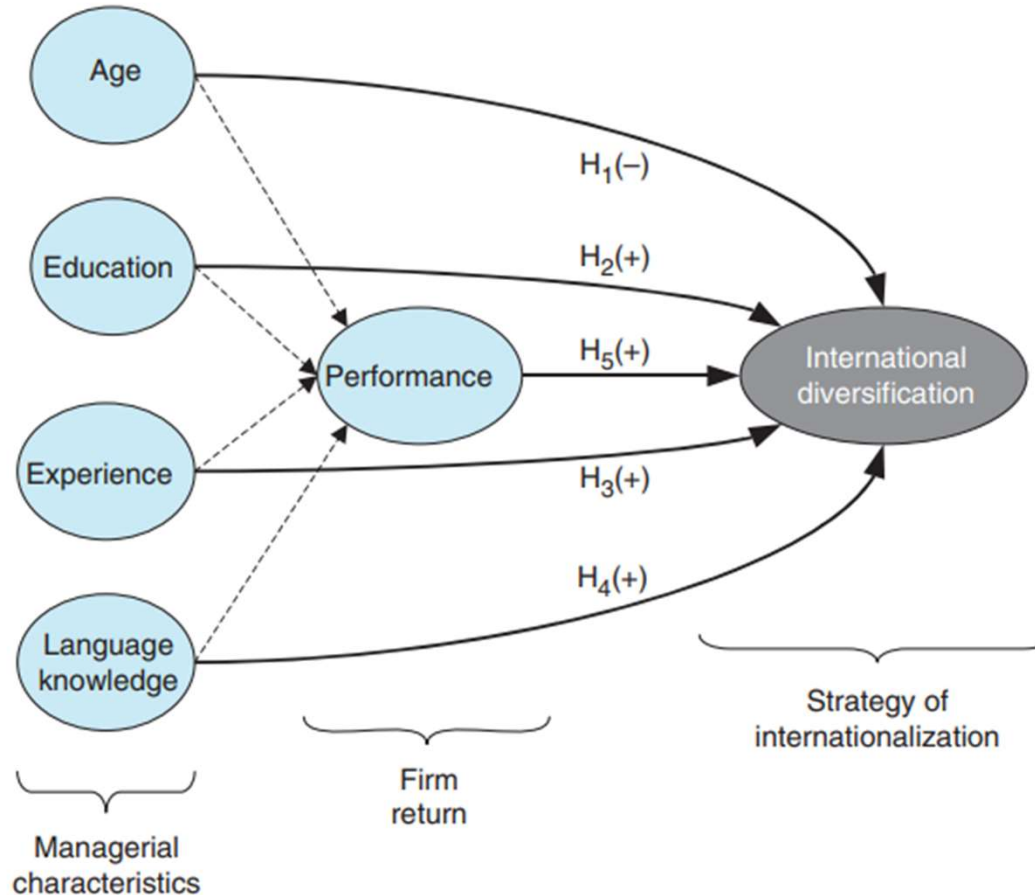 Age
H₁(–)
Education
H₂(+)
Performance
H₅(+)
International
diversification
Experience
H₃(+)
Language
knowledge
H₄(+)
Managerial
characteristics
Firm
return
Strategy of
internationalization